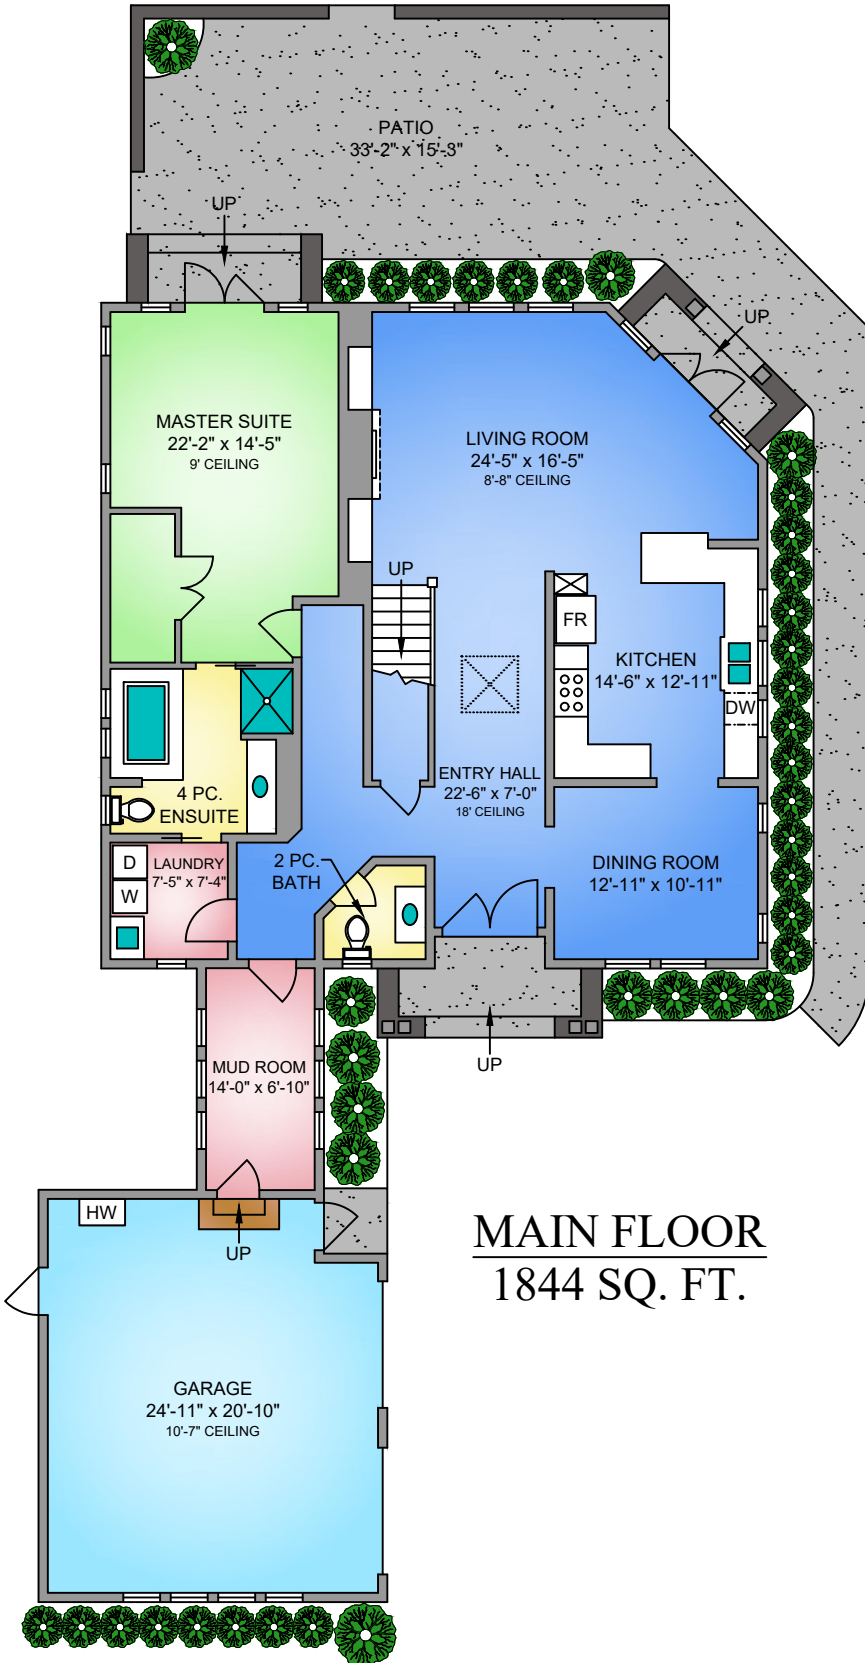 PATIO
33'-2" x 15'-3"
UP
UP
MASTER SUITE
22'-2" x 14'-5"
9' CEILING
LIVING ROOM
24'-5" x 16'-5"
8'-8" CEILING
UP
FR
KITCHEN
14'-6" x 12'-11"
DW
ENTRY HALL
22'-6" x 7'-0"
18' CEILING
4 PC.
ENSUITE
D
W
LAUNDRY
7'-5" x 7'-4"
2 PC.
BATH
DINING ROOM
12'-11" x 10'-11"
UP
MUD ROOM
14'-0" x 6'-10"
HW
UP
MAIN FLOOR
1844 SQ. FT.
GARAGE
24'-11" x 20'-10"
10'-7" CEILING